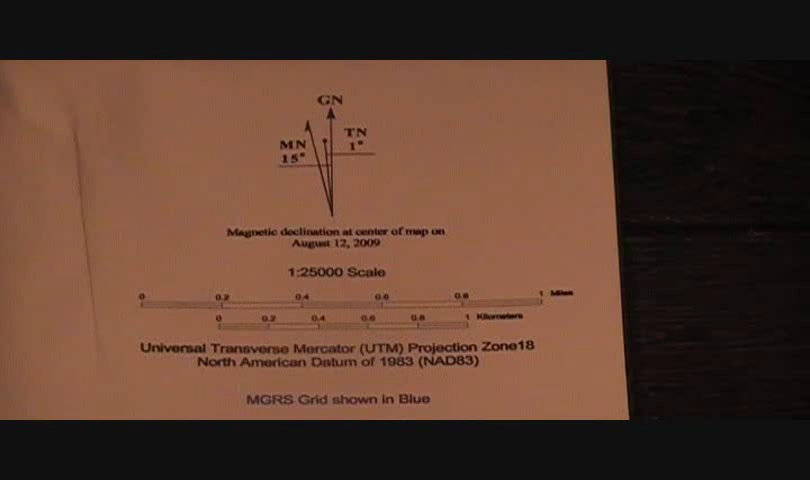 GN
TN
1°
MN
15°
Magnetic declination at center of map on
August 12, 2009
1:25000 Scale
0 0.2 0.4 0.6 0.8 1 Miles
0 0.2 0.4 0.6 0.8 1 Kilometers
Universal Transverse Mercator (UTM) Projection Zone18
North American Datum of 1983 (NAD83)
MGRS Grid shown in Blue